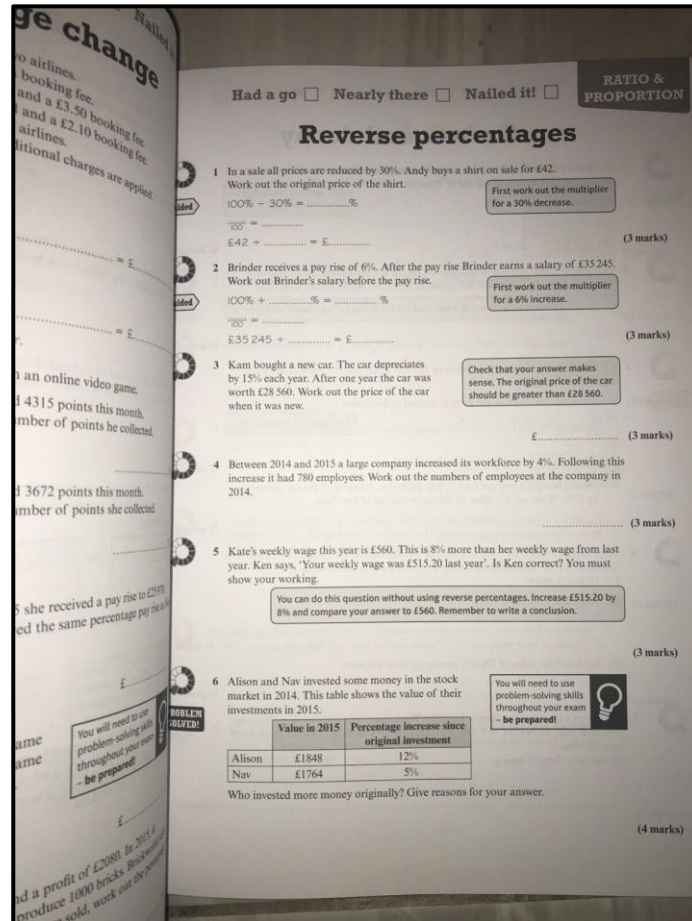 ge change
Nailed it
o airlines.
booking fee.
and a £3.50 booking fee.
and a £2.10 booking fee.
airlines.
ditional charges are applied.
= £
= £
an online video game.
4315 points this month.
mber of points he collected.
3672 points this month.
umber of points she collected.
she received a pay rise to
ed the same percentage pay rise
£
You will need to use
problem-solving skills
throughout your exam
– be prepared!
ame
ame
£
d a profit of £2080. In 2015
produce 1000 bricks.
sold, work out the
Had a go □ Nearly there □ Nailed it! □
RATIO &
PROPORTION
Reverse percentages
1 In a sale all prices are reduced by 30%. Andy buys a shirt on sale for £42.
Work out the original price of the shirt.
First work out the multiplier
for a 30% decrease.
ided
100% – 30% = .............%
/100 = .............
£42 ÷ ............. = £.............
(3 marks)
2 Brinder receives a pay rise of 6%. After the pay rise Brinder earns a salary of £35 245.
Work out Brinder's salary before the pay rise.
First work out the multiplier
for a 6% increase.
ided
100% + .............% = ............. %
/100 = .............
£35 245 ÷ ............. = £.............
(3 marks)
3 Kam bought a new car. The car depreciates
by 15% each year. After one year the car was
worth £28 560. Work out the price of the car
when it was new.
Check that your answer makes
sense. The original price of the car
should be greater than £28 560.
£............................ (3 marks)
4 Between 2014 and 2015 a large company increased its workforce by 4%. Following this
increase it had 780 employees. Work out the numbers of employees at the company in
2014.
............................ (3 marks)
5 Kate's weekly wage this year is £560. This is 8% more than her weekly wage from last
year. Ken says, 'Your weekly wage was £515.20 last year'. Is Ken correct? You must
show your working.
You can do this question without using reverse percentages. Increase £515.20 by
8% and compare your answer to £560. Remember to write a conclusion.
(3 marks)
6 Alison and Nav invested some money in the stock
market in 2014. This table shows the value of their
investments in 2015.
You will need to use
problem-solving skills
throughout your exam
– be prepared!
ROBLEM
OLVED!
Value in 2015 Percentage increase since
original investment
Alison £1848 12%
Nav £1764 5%
Who invested more money originally? Give reasons for your answer.
(4 marks)